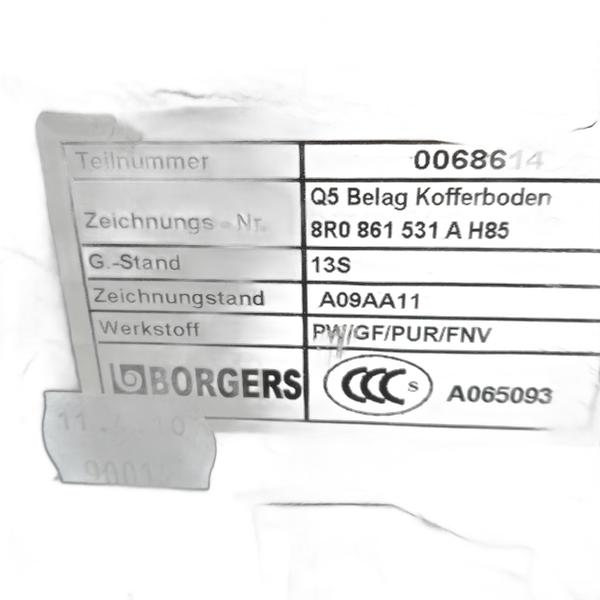 Teilnummer 0068614
Q5 Belag Kofferboden
Zeichnungs - Nr. 8R0 861 531 A H85
G.-Stand 13S
Zeichnungstand A09AA11
Werkstoff PW/GF/PUR/FNV
BORGERS CCC S A065093